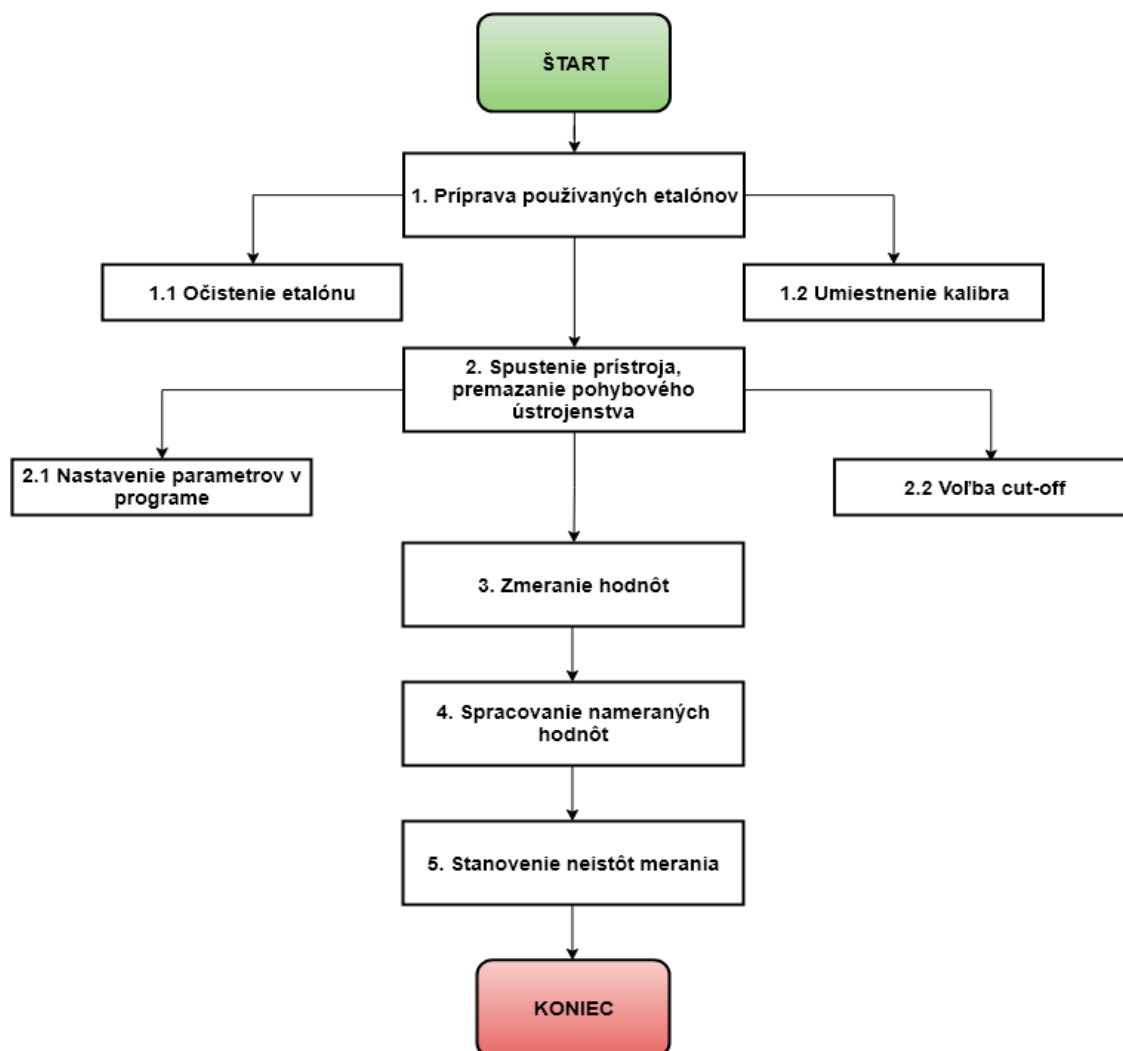 ŠTART
1. Príprava používaných etalónov
1.1 Očistenie etalónu
1.2 Umiestnenie kalibra
2. Spustenie prístroja,
premazanie pohybového
ústrojenstva
2.1 Nastavenie parametrov v
programe
2.2 Voľba cut-off
3. Zmeranie hodnôt
4. Spracovanie nameraných
hodnôt
5. Stanovenie neistôt merania
KONIEC